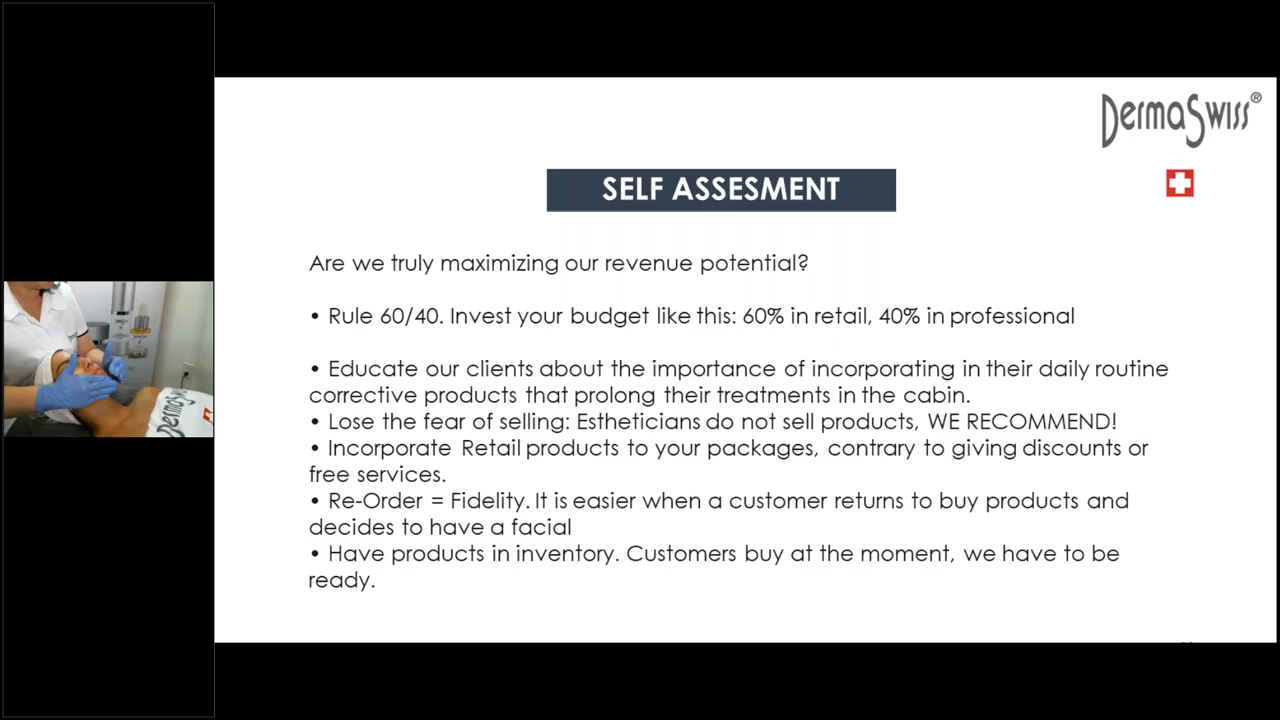 DermaSwiss®
SELF ASSESMENT
Are we truly maximizing our revenue potential?
• Rule 60/40. Invest your budget like this: 60% in retail, 40% in professional
• Educate our clients about the importance of incorporating in their daily routine
corrective products that prolong their treatments in the cabin.
• Lose the fear of selling: Estheticians do not sell products, WE RECOMMEND!
• Incorporate Retail products to your packages, contrary to giving discounts or
free services.
• Re-Order = Fidelity. It is easier when a customer returns to buy products and
decides to have a facial
• Have products in inventory. Customers buy at the moment, we have to be
ready.
DermaSwiss